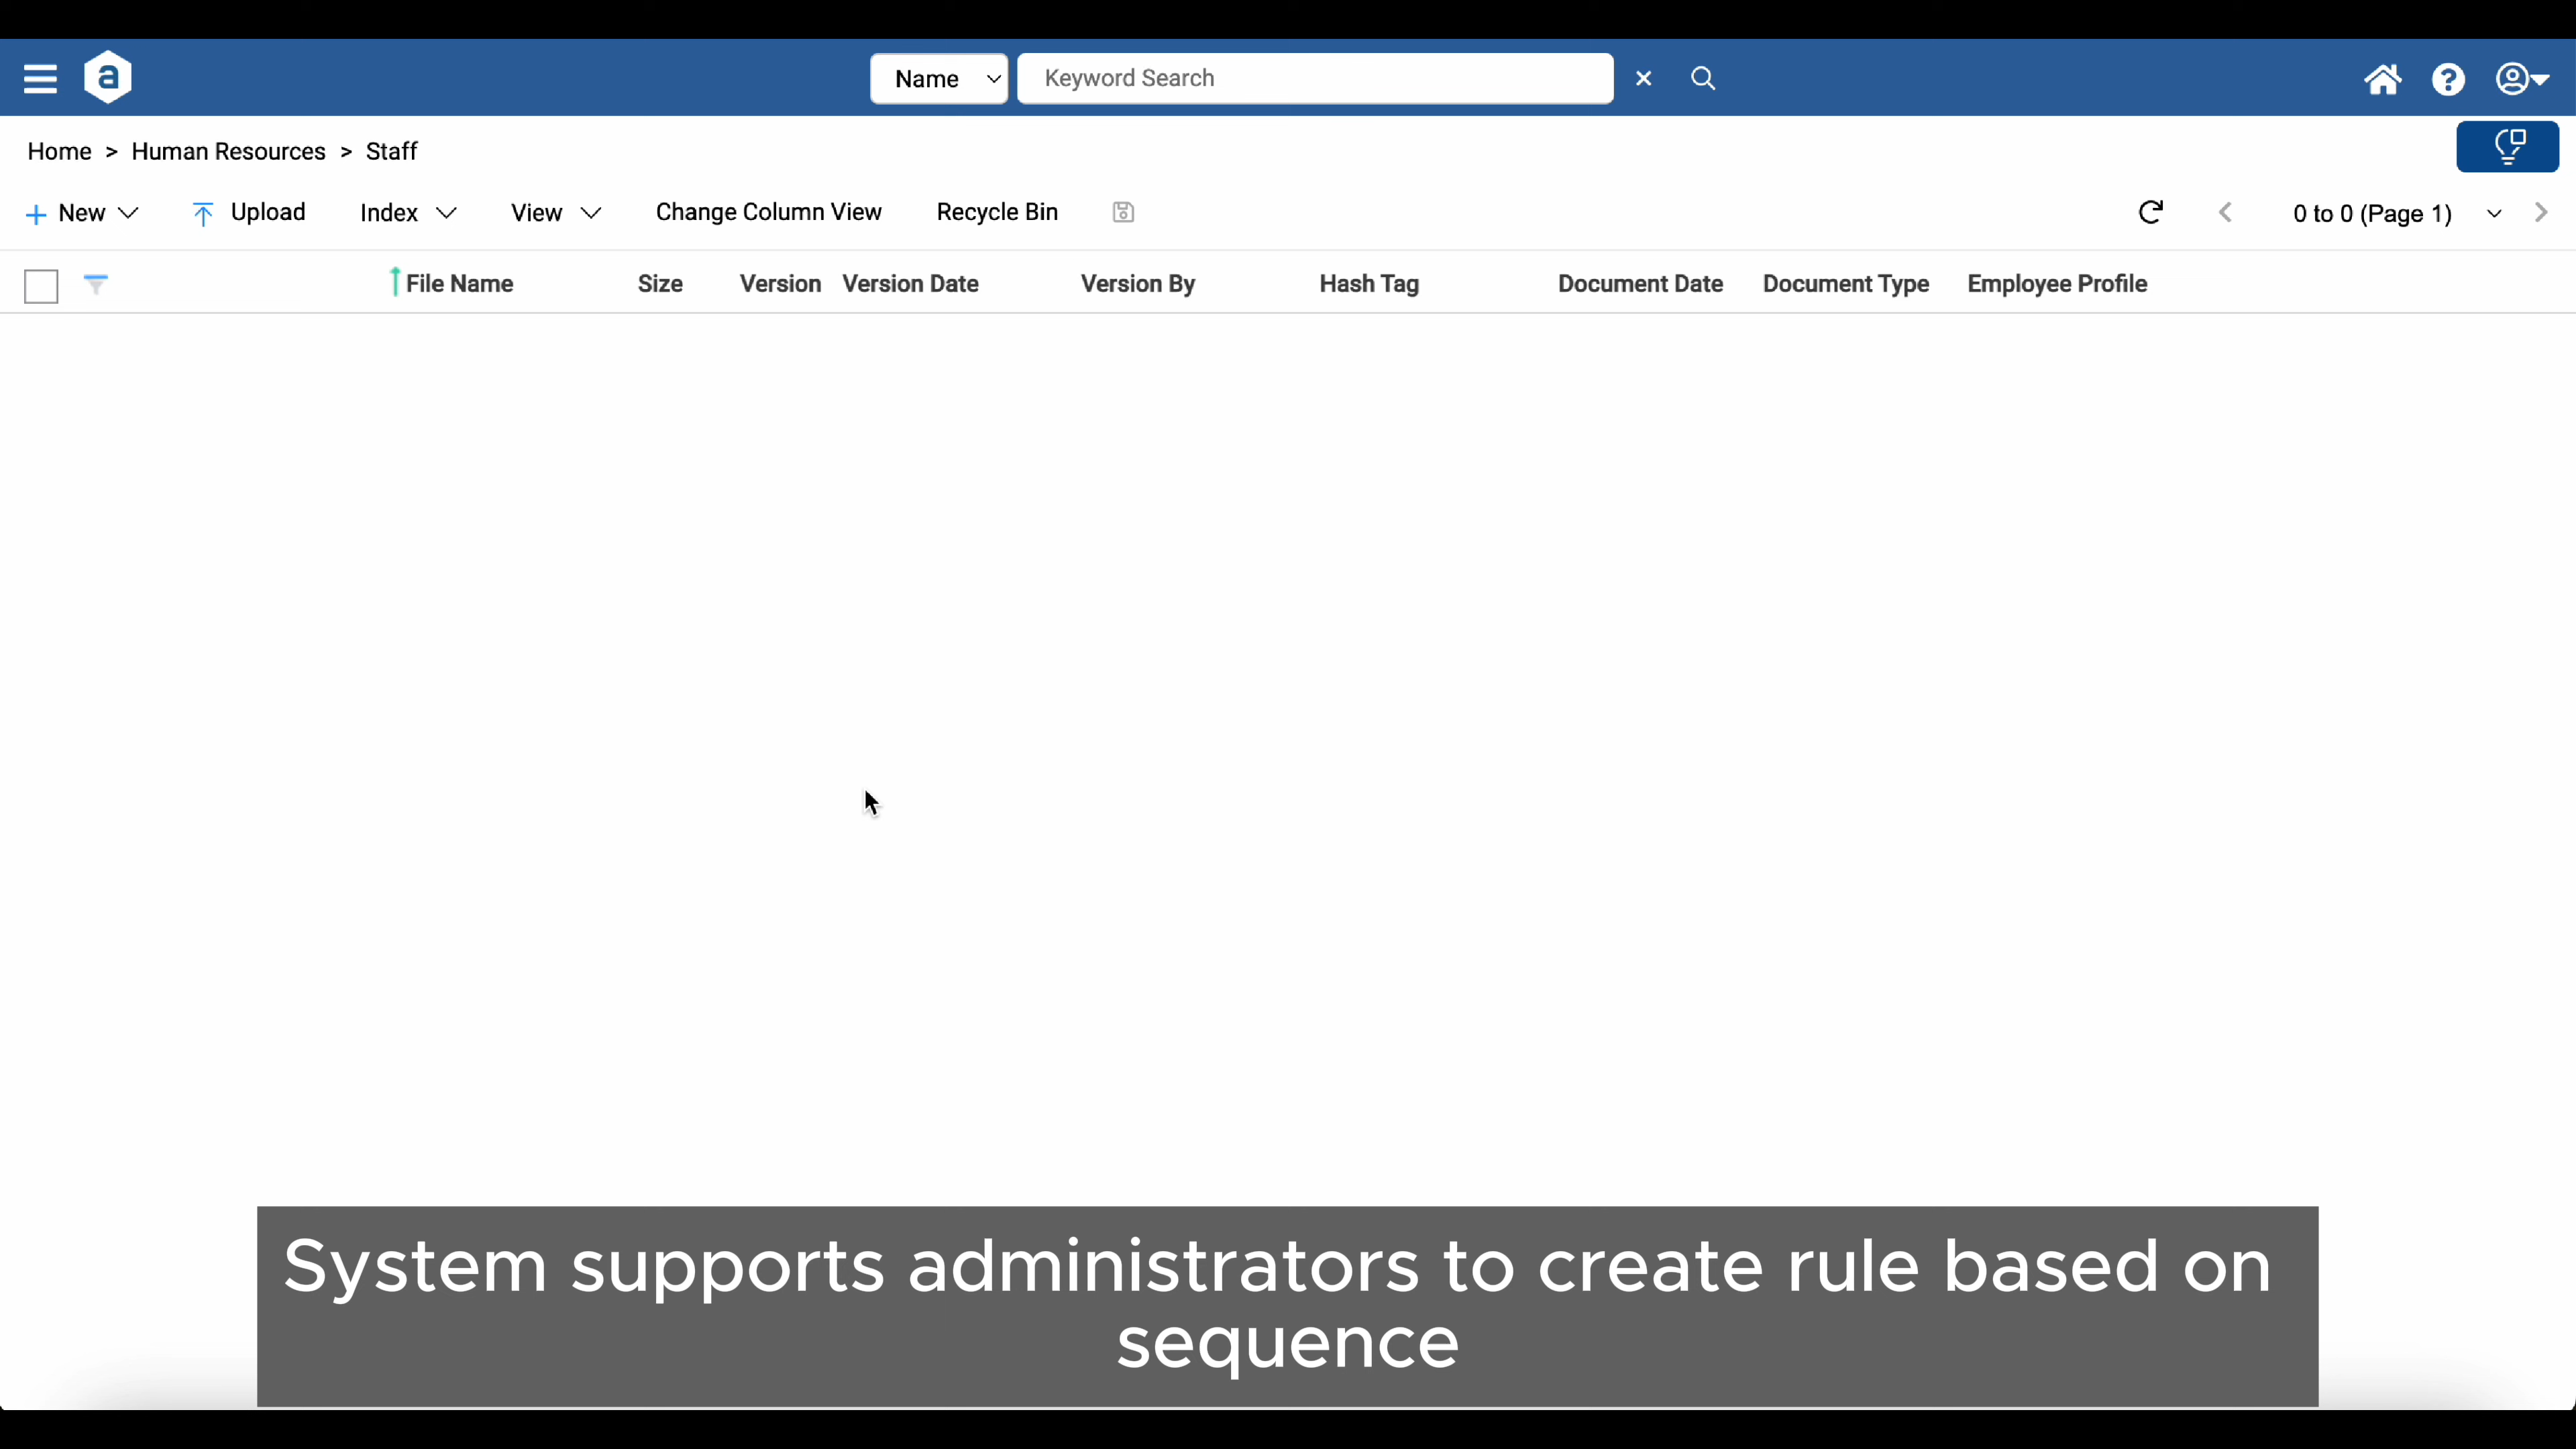 a
Name
Keyword Search
Home > Human Resources > Staff
New
Upload
Index
View
Change Column View
Recycle Bin
0 to 0 (Page 1)
File Name
Size
Version
Version Date
Version By
Hash Tag
Document Date
Document Type
Employee Profile
System supports administrators to create rule based on
sequence